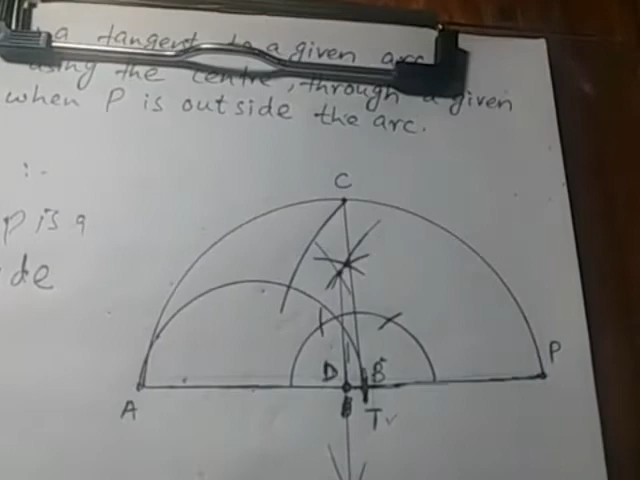 a tangent to a given arc
using the centre, through a given
when P is outside the arc.
:-
P is a
de
C
P
D B
A
T